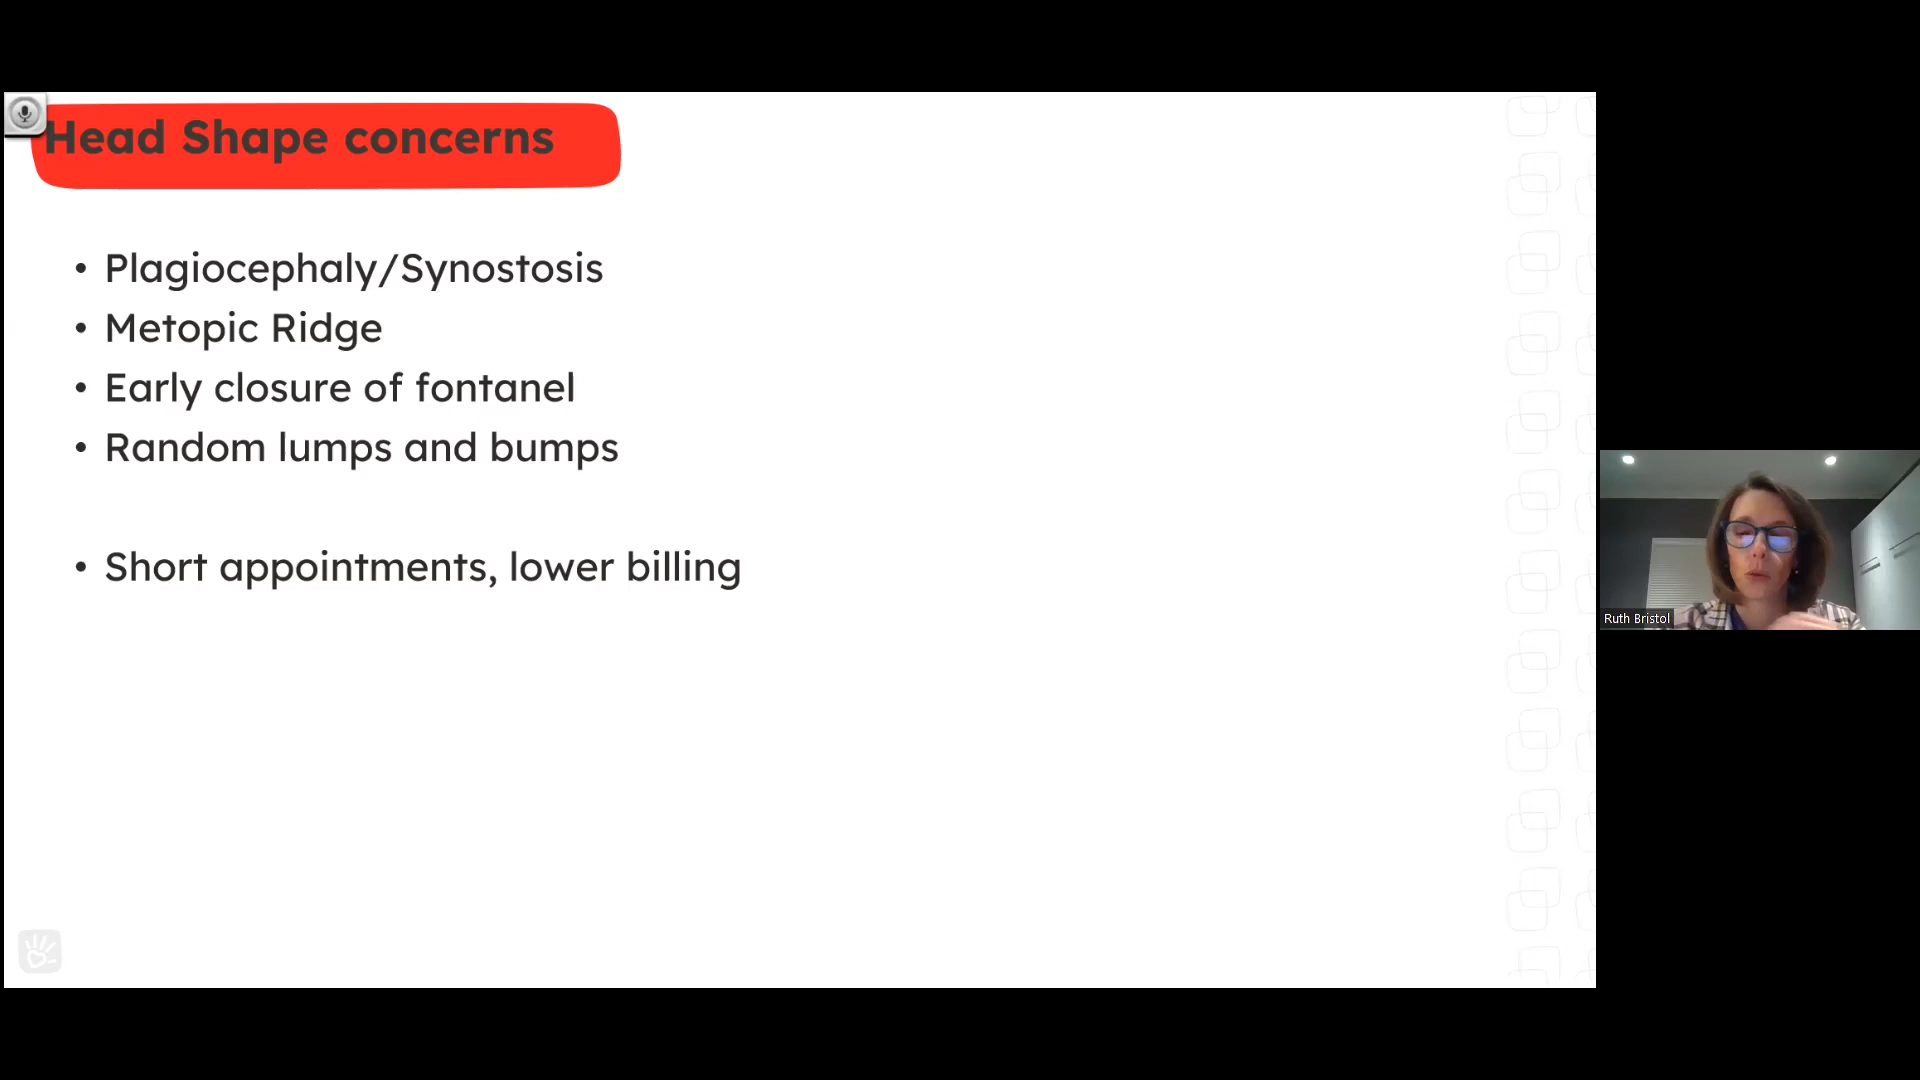 Head Shape concerns
• Plagiocephaly/Synostosis
• Metopic Ridge
• Early closure of fontanel
• Random lumps and bumps
• Short appointments, lower billing
Ruth Bristol